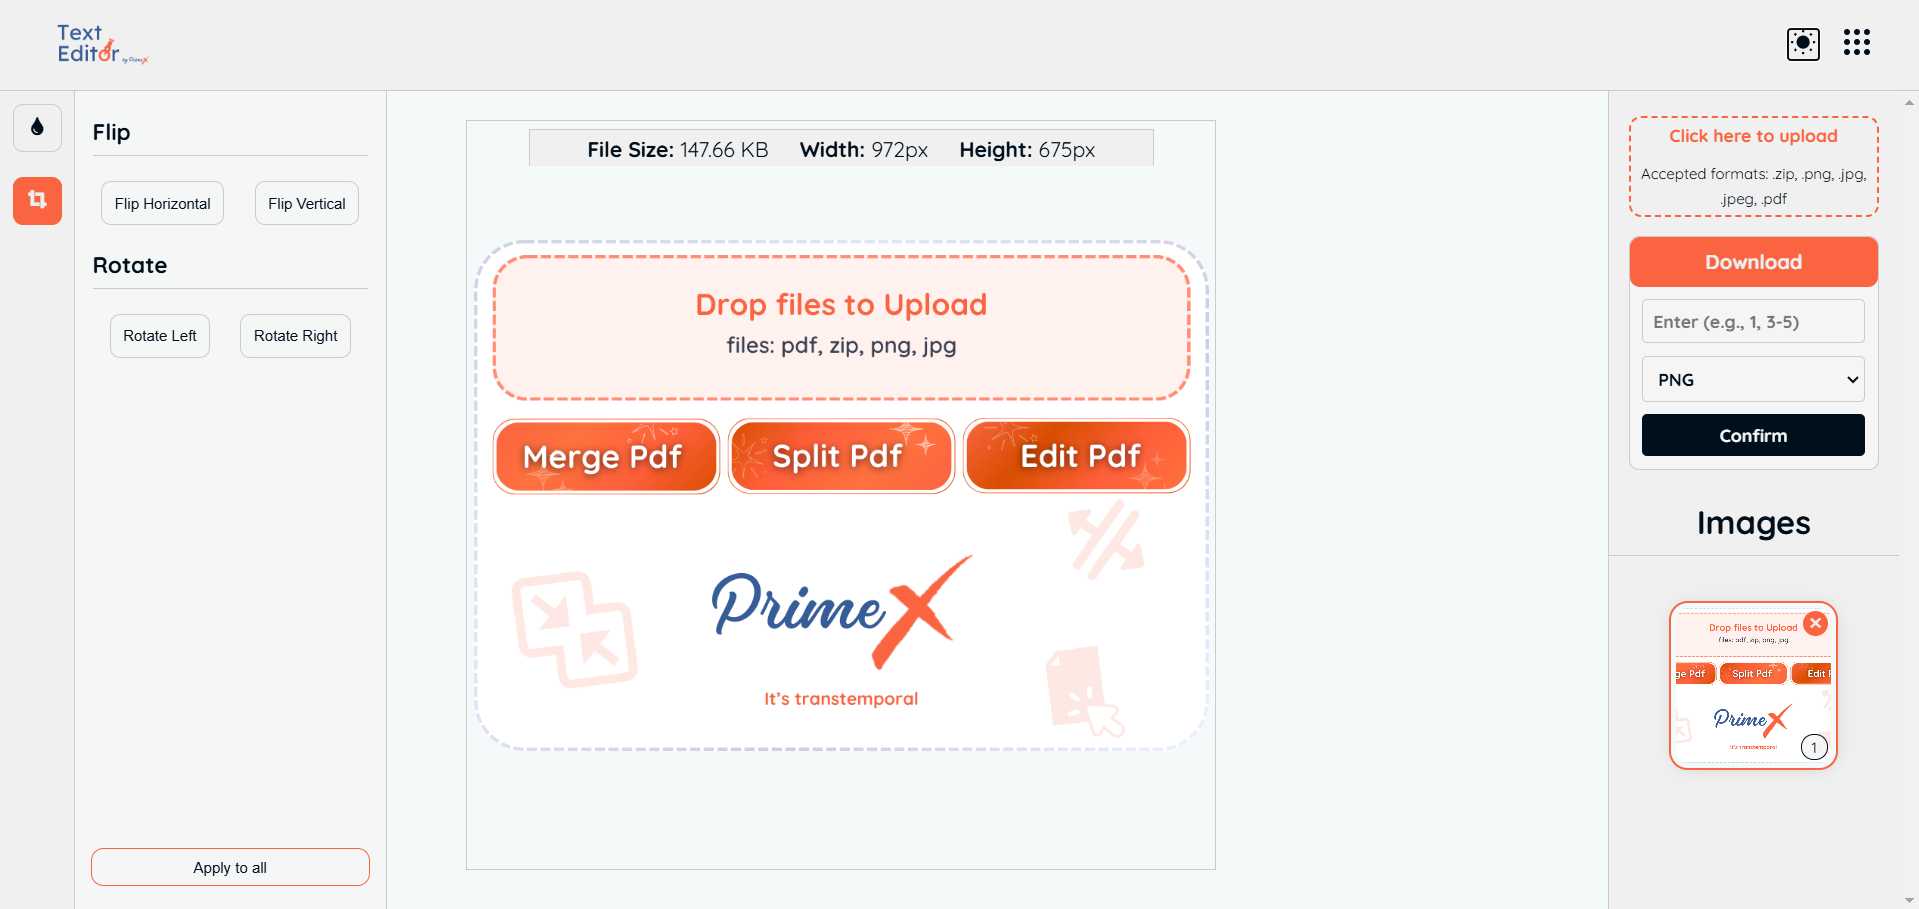 Text
Editor
by PrimeX
Flip
Flip Horizontal
Flip Vertical
Rotate
Rotate Left
Rotate Right
Apply to all
File Size: 147.66 KB Width: 972px Height: 675px
Drop files to Upload
files: pdf, zip, png, jpg
Merge Pdf
Split Pdf
Edit Pdf
PrimeX
It's transtemporal
Click here to upload
Accepted formats: .zip, .png, .jpg,
.jpeg, .pdf
Download
Enter (e.g., 1, 3-5)
PNG
Confirm
Images
Drop files to Upload
files: pdf, zip, png, jpg
ge Pdf
Split Pdf
Edit P
PrimeX
It's transtemporal
1